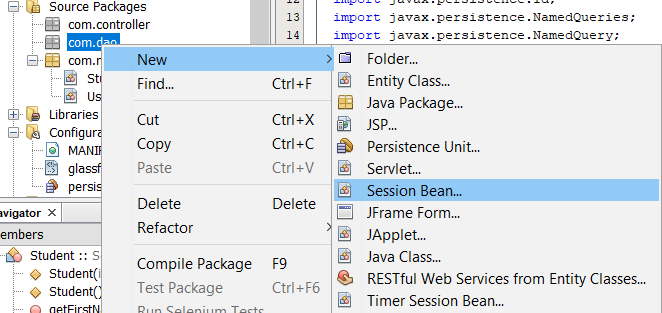 Source Packages
com.controller
com.dao
com.
St
Us
Libraries
Configura
MANIF
glassf
persis
avigator ×
embers
Student :: S
Student(i
Student()
getFirstN
12 import javax.persistence.Id;
13 import javax.persistence.NamedQueries;
14 import javax.persistence.NamedQuery;
New
Find... Ctrl+F
Cut Ctrl+X
Copy Ctrl+C
Paste Ctrl+V
Delete Delete
Refactor
Compile Package F9
Test Package Ctrl+F6
Run Selenium Tests
Folder...
Entity Class...
Java Package...
JSP...
Persistence Unit...
Servlet...
Session Bean...
JFrame Form...
JApplet...
Java Class...
RESTful Web Services from Entity Classes...
Timer Session Bean...